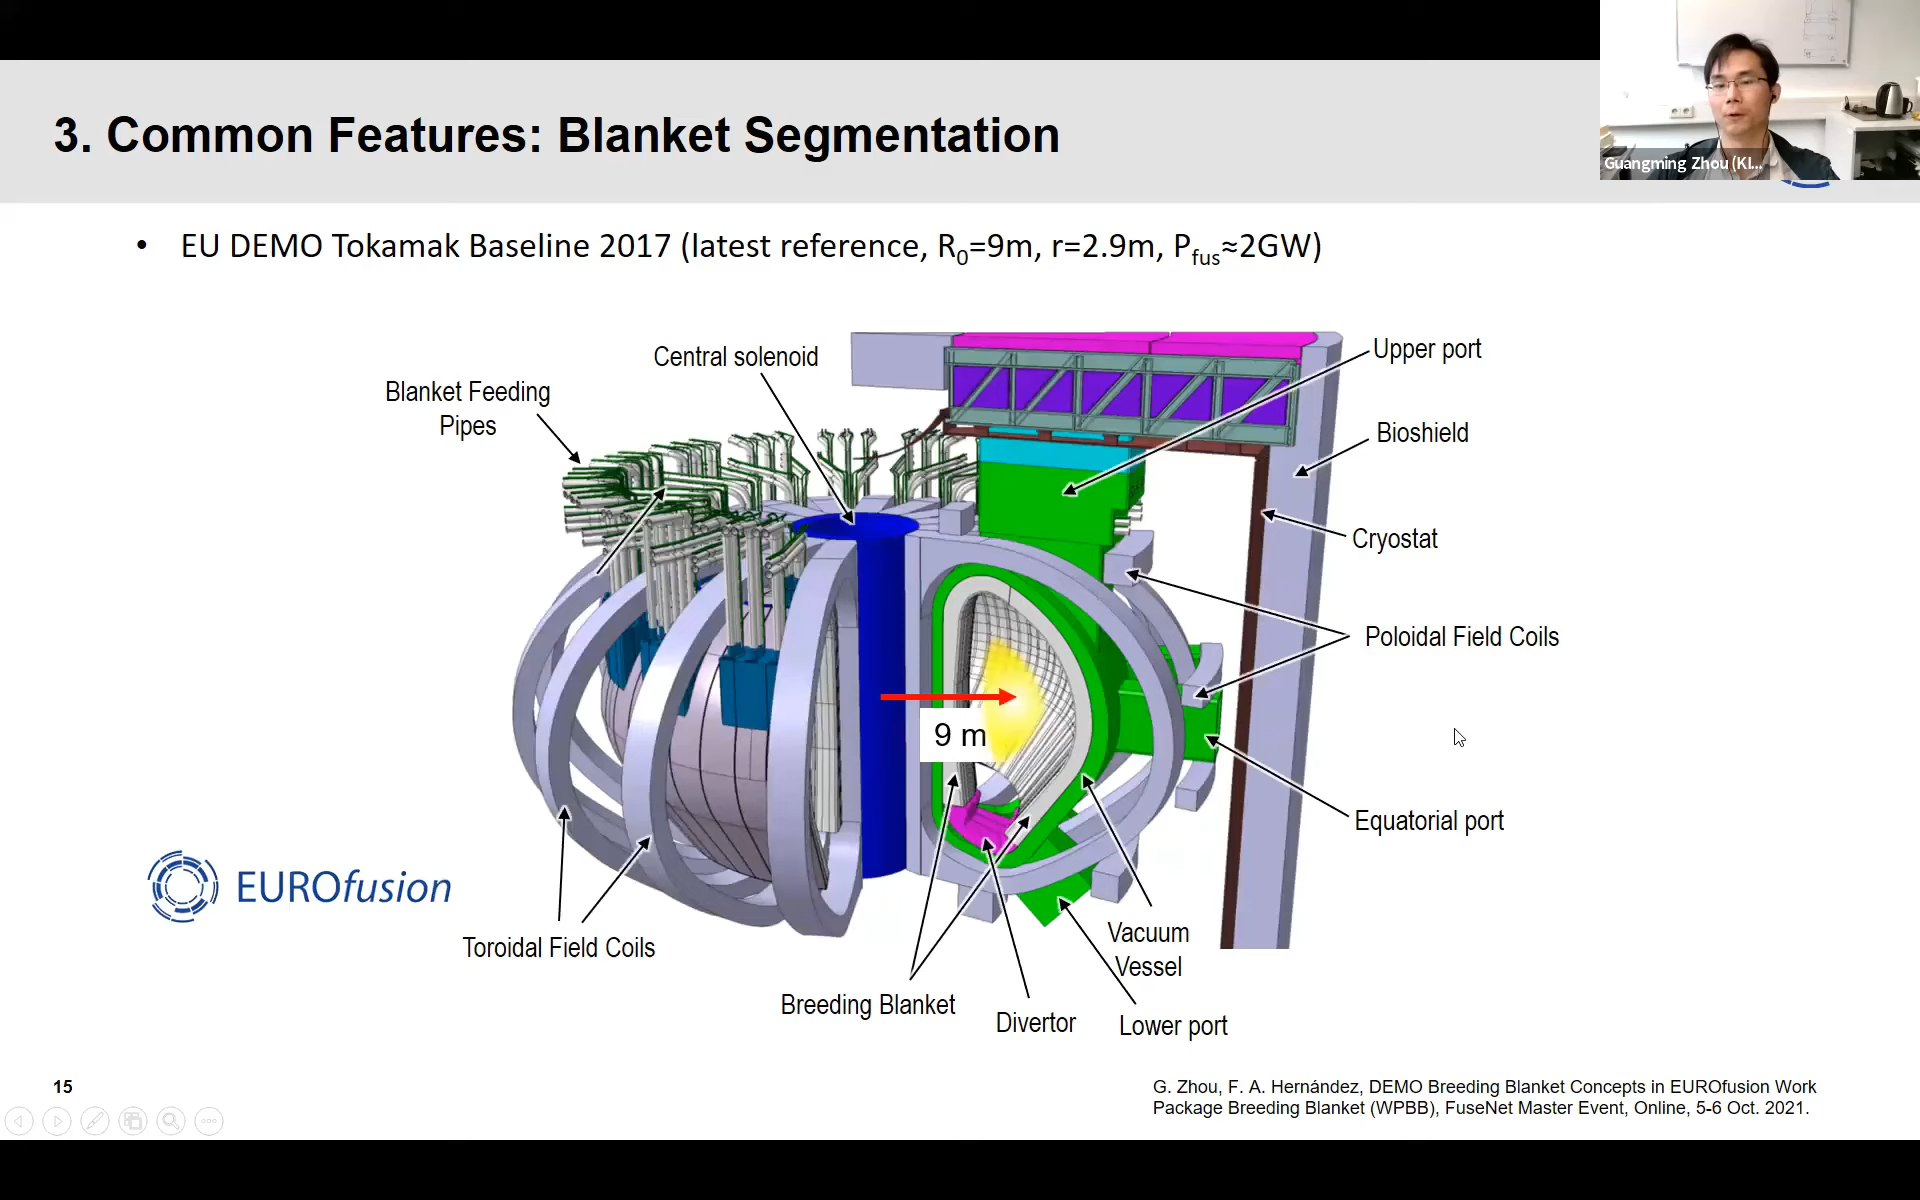 Guangming Zhou (KI...
3. Common Features: Blanket Segmentation
• EU DEMO Tokamak Baseline 2017 (latest reference, R0=9m, r=2.9m, Pfus≈2GW)
Central solenoid
Upper port
Blanket Feeding
Pipes
Bioshield
Cryostat
Poloidal Field Coils
9 m
Equatorial port
EUROfusion
Toroidal Field Coils
Vacuum
Vessel
Breeding Blanket
Divertor
Lower port
15
G. Zhou, F. A. Hernández, DEMO Breeding Blanket Concepts in EUROfusion Work
Package Breeding Blanket (WPBB), FuseNet Master Event, Online, 5-6 Oct. 2021.